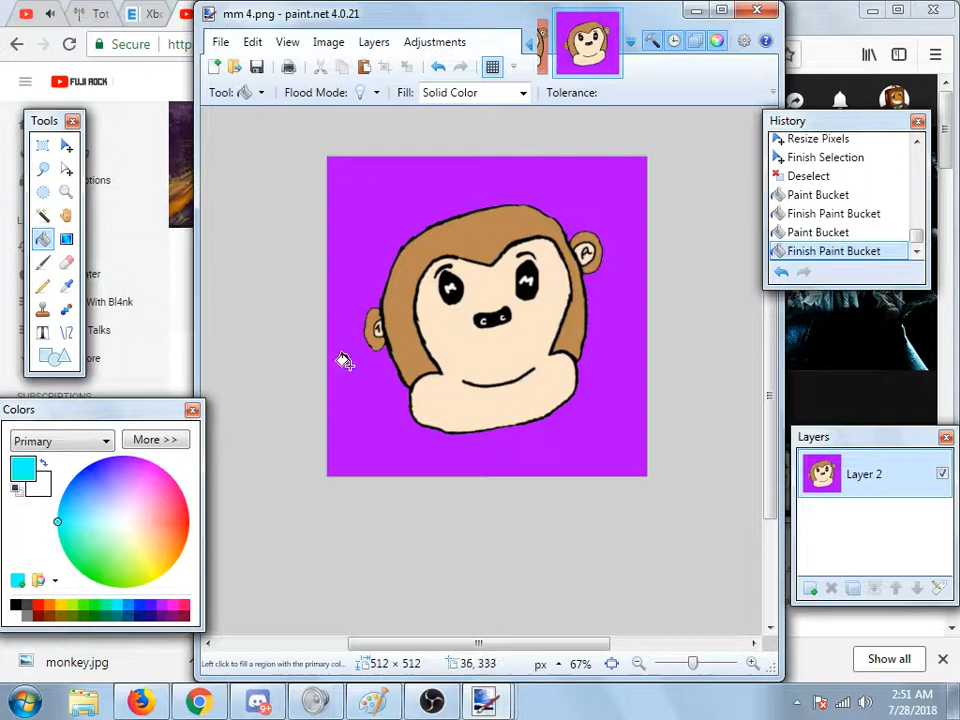 Tot
Xbc
mm 4.png - paint.net 4.0.21
Secure
http
FUJI ROCK
File Edit View Image Layers Adjustments
Tool: Flood Mode: Fill: Solid Color Tolerance:
Tools
ptions
ater
With Bl4nk
Talks
ore
SUBSCRIPTIONS
History
Resize Pixels
Finish Selection
Deselect
Paint Bucket
Finish Paint Bucket
Paint Bucket
Finish Paint Bucket
M M
Colors
Primary
More >>
Layers
Layer 2
Left click to fill a region with the primary col...
512 × 512
36, 333
px
67%
monkey.jpg
Show all
2:51 AM
7/28/2018